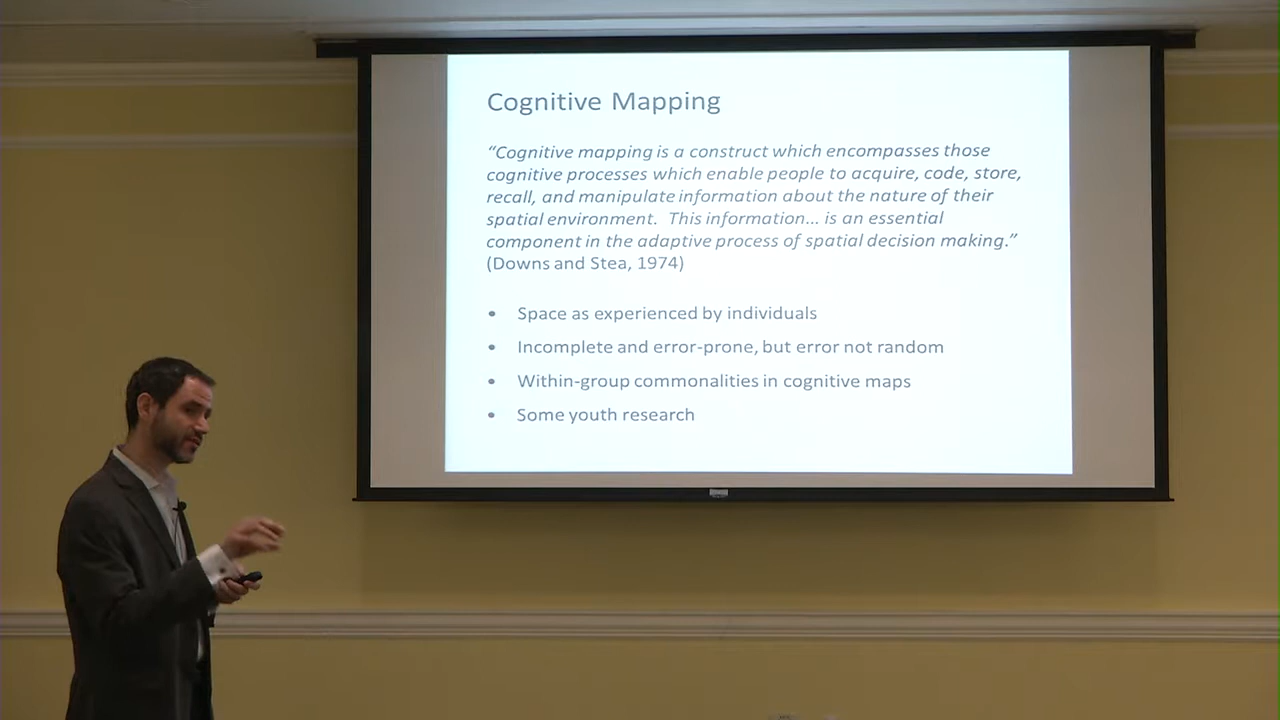 Cognitive Mapping
“Cognitive mapping is a construct which encompasses those
cognitive processes which enable people to acquire, code, store,
recall, and manipulate information about the nature of their
spatial environment.  This information... is an essential
component in the adaptive process of spatial decision making.”
(Downs and Stea, 1974)
• Space as experienced by individuals
• Incomplete and error-prone, but error not random
• Within-group commonalities in cognitive maps
• Some youth research